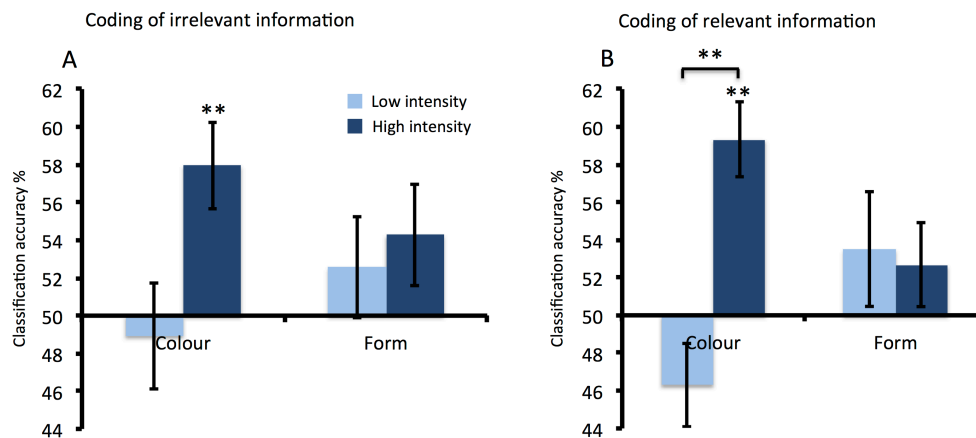 Coding of irrelevant information
A
Classification accuracy %
62
60
58
56
54
52
50
48
46
44
**
Low intensity
High intensity
Colour
Form
Coding of relevant information
B
Classification accuracy %
62
60
58
56
54
52
50
48
46
44
**
**
Colour
Form